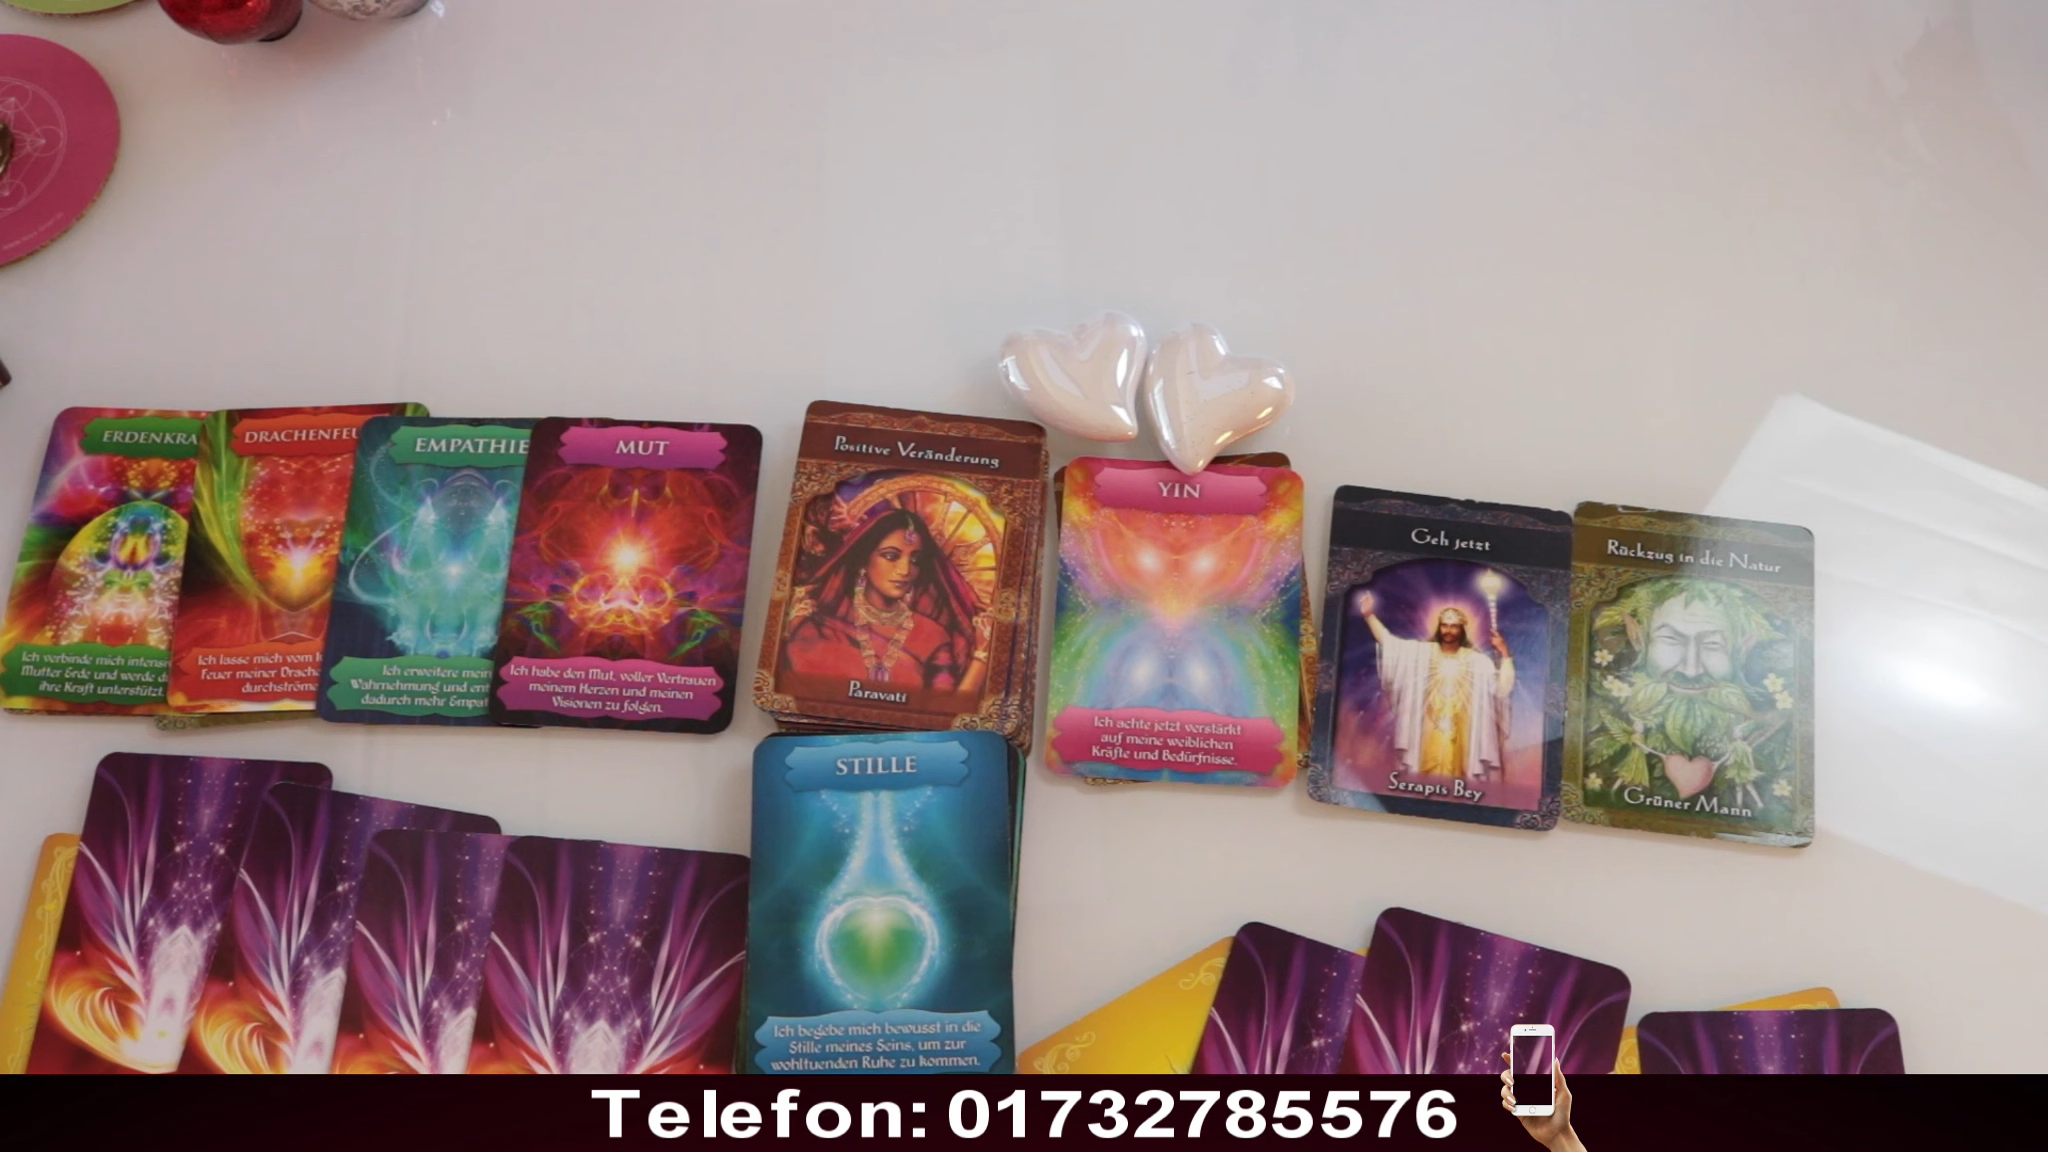 ERDENKRA
Ich verbinde mich intensi
Mutter Erde und werde d
ihre Kraft unterstützt.
DRACHENFEU
Ich lasse mich vom I
Feuer meiner Drache
durchströme
EMPATHIE
Ich erweitere mein
Wahrnehmung und ent
dadurch mehr Empat
MUT
Ich habe den Mut, voller Vertrauen
meinem Herzen und meinen
Visionen zu folgen.
Positive Veränderung
Paravati
YIN
Ich achte jetzt verstärkt
auf meine weiblichen
Kräfte und Bedürfnisse.
Geh jetzt
Serapis Bey
Rückzug in die Natur
Grüner Mann
STILLE
Ich begebe mich bewusst in die
Stille meines Seins, um zur
wohltuenden Ruhe zu kommen.
Telefon: 01732785576